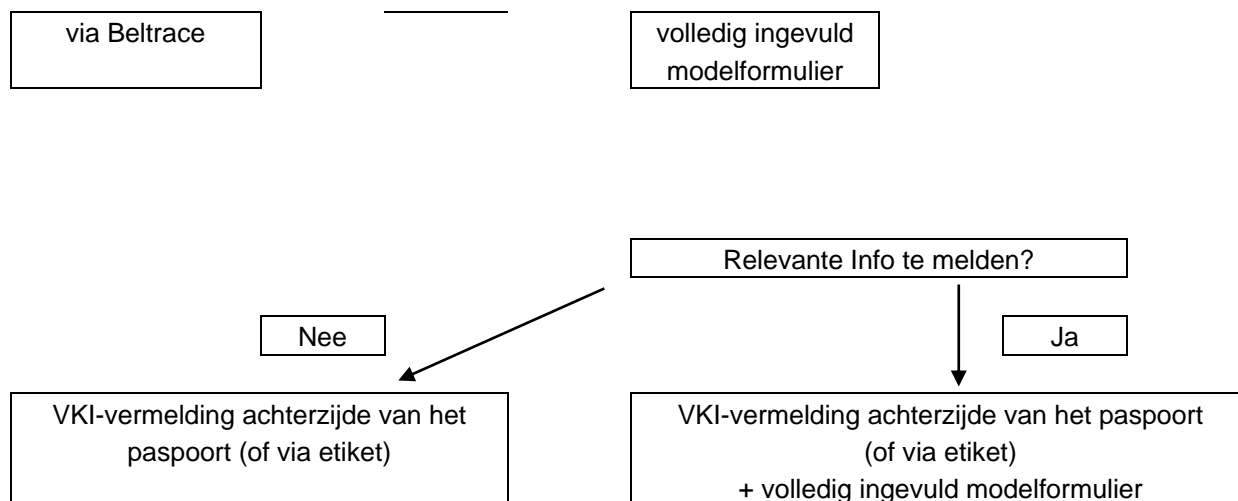 via Beltrace
volledig ingevuld
modelformulier
Relevante Info te melden?
Nee
Ja
VKI-vermelding achterzijde van het
paspoort (of via etiket)
VKI-vermelding achterzijde van het paspoort
(of via etiket)
+ volledig ingevuld modelformulier